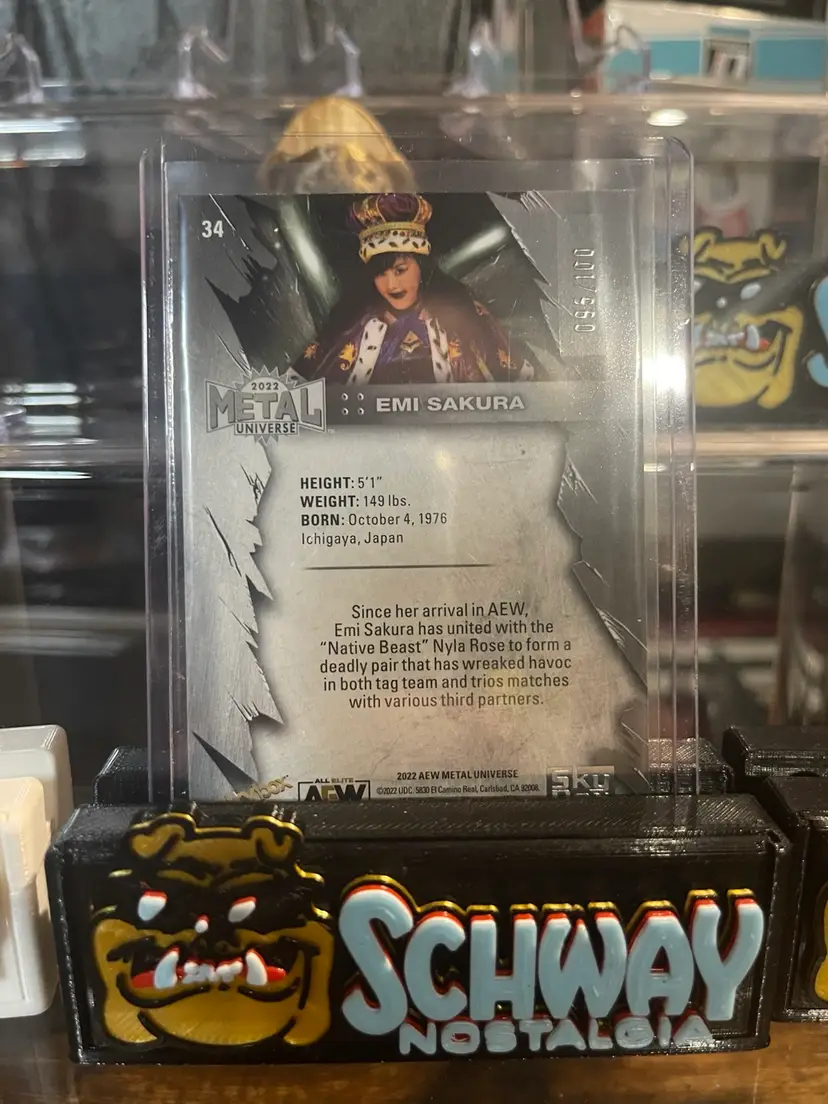 34
095/100
2022
METAL
UNIVERSE
EMI SAKURA
HEIGHT: 5'1"
WEIGHT: 149 lbs.
BORN: October 4, 1976
Ichigaya, Japan
Since her arrival in AEW,
Emi Sakura has united with the
"Native Beast" Nyla Rose to form a
deadly pair that has wreaked havoc
in both tag team and trios matches
with various third partners.
2022 AEW METAL UNIVERSE
©2022 UDC. 5830 El Camino Real, Carlsbad, CA 92008.
ALL ELITE
AEW
SCHWAY
NOSTALGIA